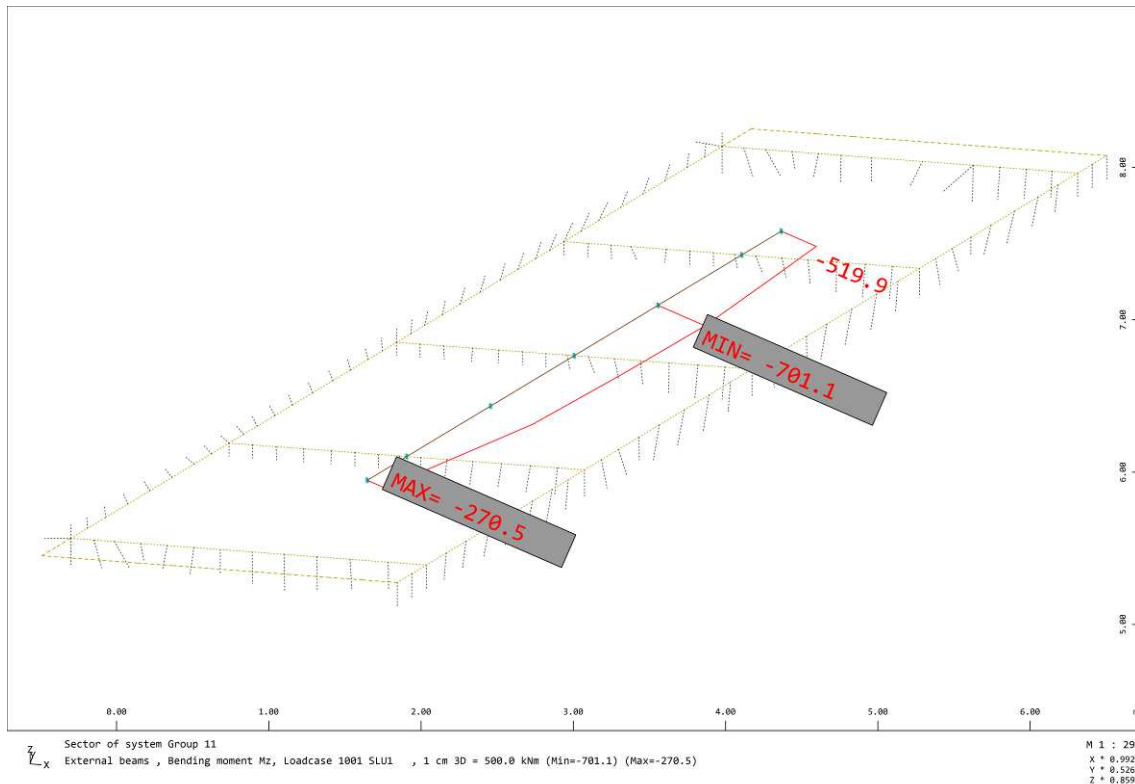 8.00
-519.9
7.00
MIN= -701.1
6.00
MAX= -270.5
5.00
0.00 1.00 2.00 3.00 4.00 5.00 6.00
Sector of system Group 11
M 1 : 29
External beams , Bending moment Mz, Loadcase 1001 SLU1 , 1 cm 3D = 500.0 kNm (Min=-701.1) (Max=-270.5)
X * 0.992
Y * 0.526
Z * 0.859
X